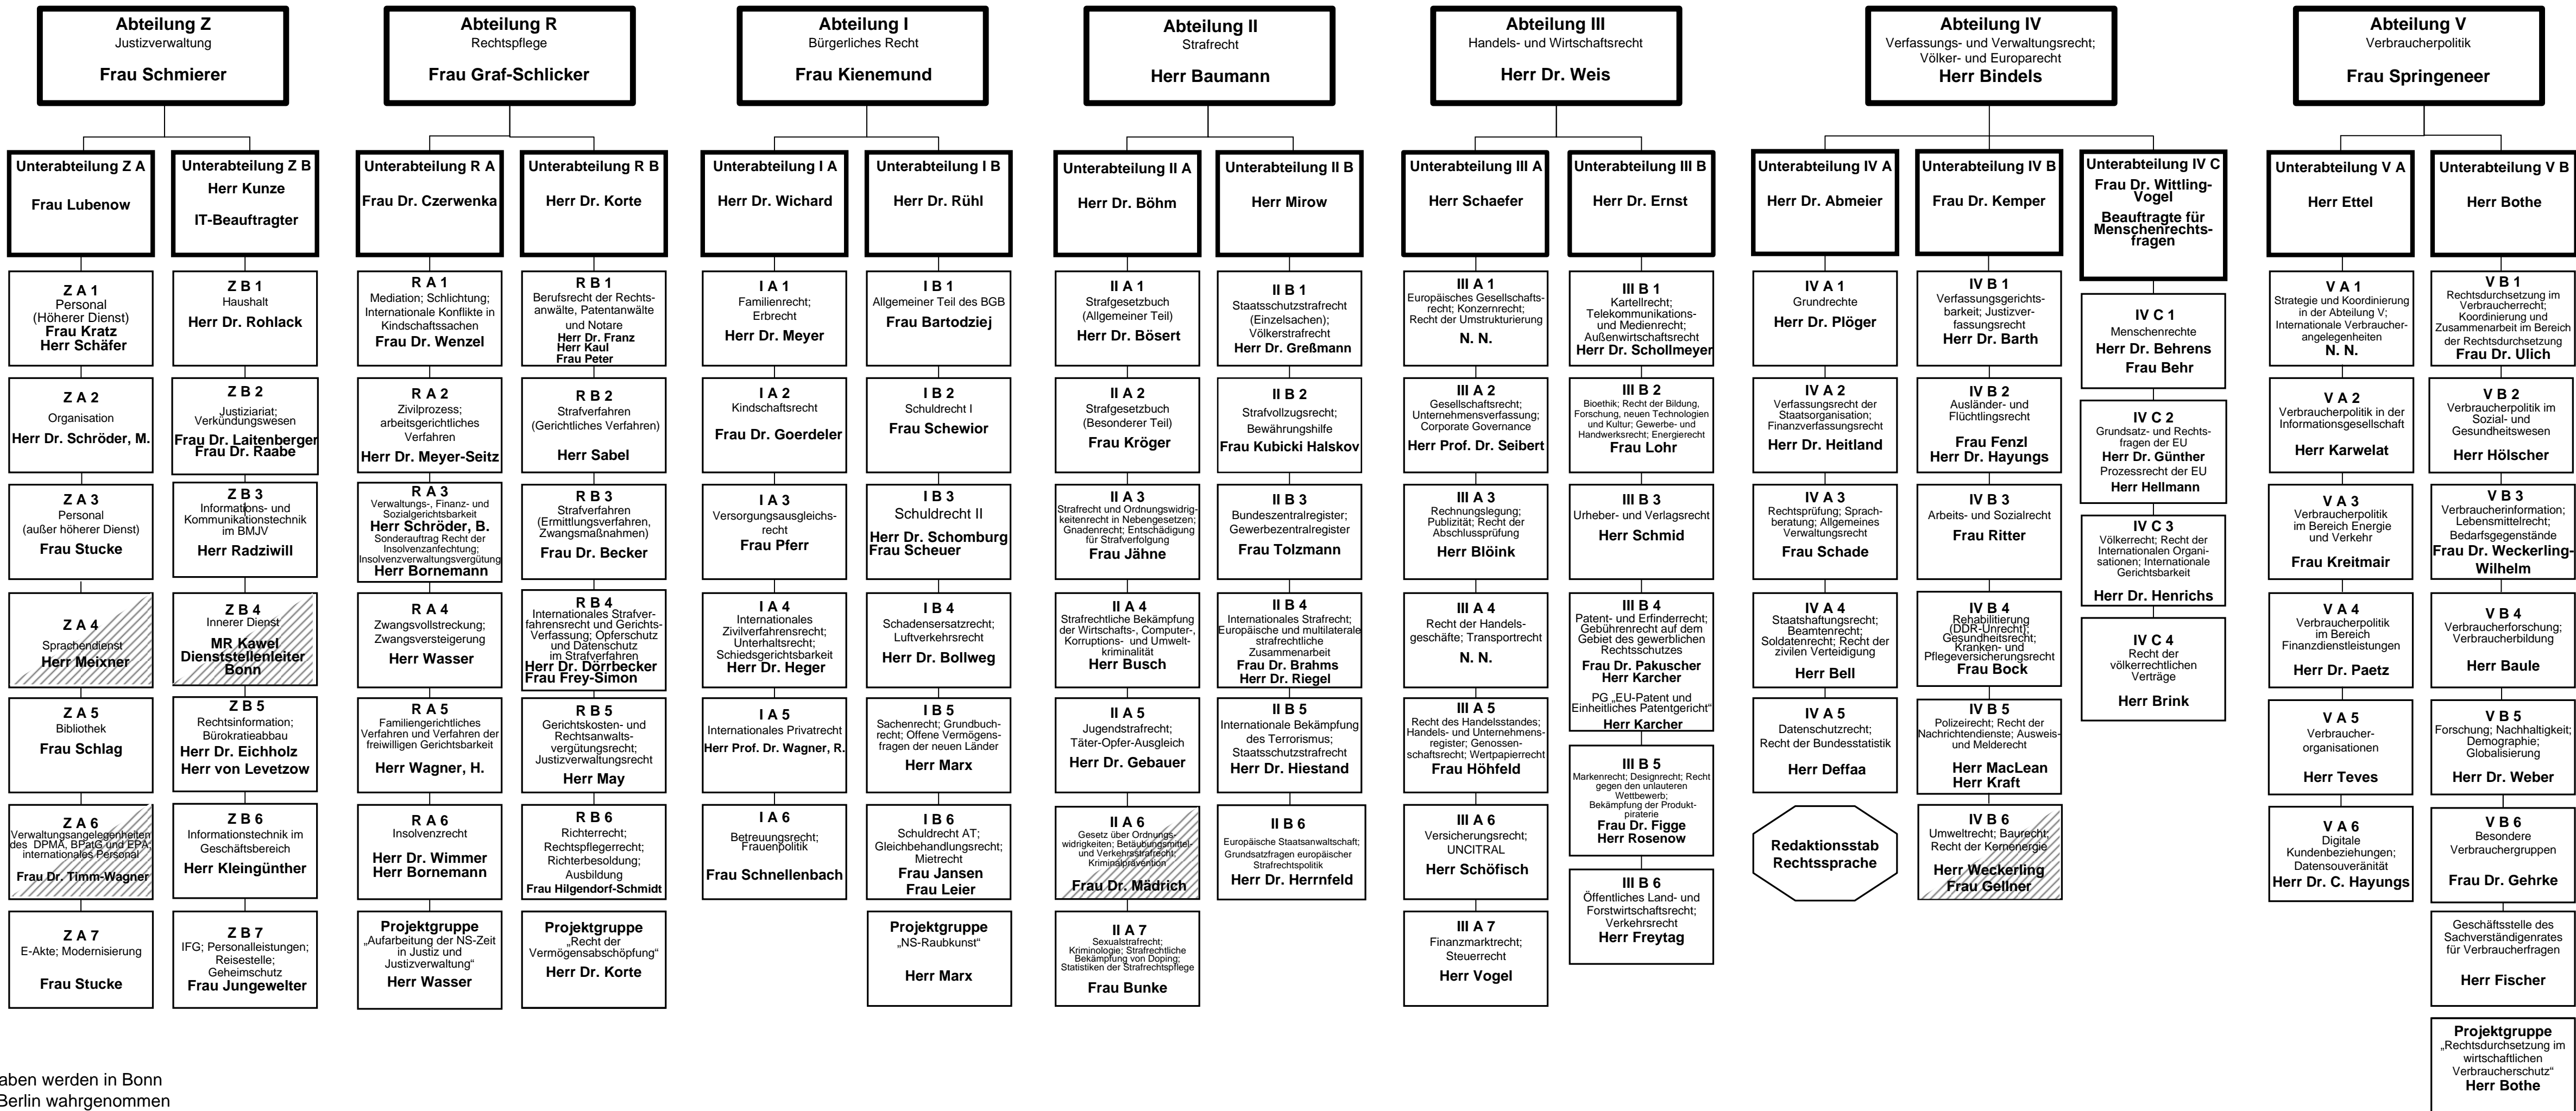 Abteilung Z
Justizverwaltung
Frau Schmierer
Abteilung R
Rechtspflege
Frau Graf-Schlicker
Abteilung I
Bürgerliches Recht
Frau Kienemund
Abteilung II
Strafrecht
Herr Baumann
Abteilung III
Handels- und Wirtschaftsrecht
Herr Dr. Weis
Abteilung IV
Verfassungs- und Verwaltungsrecht;
Völker- und Europarecht
Herr Bindels
Abteilung V
Verbraucherpolitik
Frau Springeneer
Unterabteilung Z A
Frau Lubenow
Z A 1
Personal
(Höherer Dienst)
Frau Kratz
Herr Schäfer
Z A 2
Organisation
Herr Dr. Schröder, M.
Z A 3
Personal
(außer höherer Dienst)
Frau Stucke
Z A 4
Sprachendienst
Herr Meixner
Z A 5
Bibliothek
Frau Schlag
Z A 6
Verwaltungsangelegenheiten
des DPMA, BPatG und EPA;
internationales Personal
Frau Dr. Timm-Wagner
Z A 7
E-Akte; Modernisierung
Frau Stucke
Unterabteilung Z B
Herr Kunze
IT-Beauftragter
Z B 1
Haushalt
Herr Dr. Rohlack
Z B 2
Justiziariat;
Verkündungswesen
Frau Dr. Laitenberger
Frau Dr. Raabe
Z B 3
Informations- und
Kommunikationstechnik
im BMJV
Herr Radziwill
Z B 4
Innerer Dienst
MR Kawel
Dienststellenleiter
Bonn
Z B 5
Rechtsinformation;
Bürokratieabbau
Herr Dr. Eichholz
Herr von Levetzow
Z B 6
Informationstechnik im
Geschäftsbereich
Herr Kleingünther
Z B 7
IFG; Personalleistungen;
Reisestelle;
Geheimschutz
Frau Jungewelter
Unterabteilung R A
Frau Dr. Czerwenka
R A 1
Mediation; Schlichtung;
Internationale Konflikte in
Kindschaftssachen
Frau Dr. Wenzel
R A 2
Zivilprozess;
arbeitsgerichtliches
Verfahren
Herr Dr. Meyer-Seitz
R A 3
Verwaltungs-, Finanz- und
Sozialgerichtsbarkeit
Herr Schröder, B.
Sonderauftrag Recht der
Insolvenzanfechtung;
Insolvenzverwaltungsvergütung
Herr Bornemann
R A 4
Zwangsvollstreckung;
Zwangsversteigerung
Herr Wasser
R A 5
Familiengerichtliches
Verfahren und Verfahren der
freiwilligen Gerichtsbarkeit
Herr Wagner, H.
R A 6
Insolvenzrecht
Herr Dr. Wimmer
Herr Bornemann
Projektgruppe
„Aufarbeitung der NS-Zeit
in Justiz und
Justizverwaltung“
Herr Wasser
Unterabteilung R B
Herr Dr. Korte
R B 1
Berufsrecht der Rechts-
anwälte, Patentanwälte
und Notare
Herr Dr. Franz
Herr Kaul
Frau Peter
R B 2
Strafverfahren
(Gerichtliches Verfahren)
Herr Sabel
R B 3
Strafverfahren
(Ermittlungsverfahren,
Zwangsmaßnahmen)
Frau Dr. Becker
R B 4
Internationales Strafver-
fahrensrecht und Gerichts-
Verfassung; Opferschutz
und Datenschutz
im Strafverfahren
Herr Dr. Dörrbecker
Frau Frey-Simon
R B 5
Gerichtskosten- und
Rechtsanwalts-
vergütungsrecht;
Justizverwaltungsrecht
Herr May
R B 6
Richterrecht;
Rechtspflegerrecht;
Richterbesoldung;
Ausbildung
Frau Hilgendorf-Schmidt
Projektgruppe
„Recht der
Vermögensabschöpfung“
Herr Dr. Korte
Unterabteilung I A
Herr Dr. Wichard
I A 1
Familienrecht;
Erbrecht
Herr Dr. Meyer
I A 2
Kindschaftsrecht
Frau Dr. Goerdeler
I A 3
Versorgungsausgleichs-
recht
Frau Pferr
I A 4
Internationales
Zivilverfahrensrecht;
Unterhaltsrecht;
Schiedsgerichtsbarkeit
Herr Dr. Heger
I A 5
Internationales Privatrecht
Herr Prof. Dr. Wagner, R.
I A 6
Betreuungsrecht;
Frauenpolitik
Frau Schnellenbach
Unterabteilung I B
Herr Dr. Rühl
I B 1
Allgemeiner Teil des BGB
Frau Bartodziej
I B 2
Schuldrecht I
Frau Schewior
I B 3
Schuldrecht II
Herr Dr. Schomburg
Frau Scheuer
I B 4
Schadensersatzrecht;
Luftverkehrsrecht
Herr Dr. Bollweg
I B 5
Sachenrecht; Grundbuch-
recht; Offene Vermögens-
fragen der neuen Länder
Herr Marx
I B 6
Schuldrecht AT;
Gleichbehandlungsrecht;
Mietrecht
Frau Jansen
Frau Leier
Projektgruppe
„NS-Raubkunst“
Herr Marx
Unterabteilung II A
Herr Dr. Böhm
II A 1
Strafgesetzbuch
(Allgemeiner Teil)
Herr Dr. Bösert
II A 2
Strafgesetzbuch
(Besonderer Teil)
Frau Kröger
II A 3
Strafrecht und Ordnungswidrig-
keitenrecht in Nebengesetzen;
Gnadenrecht; Entschädigung
für Strafverfolgung
Frau Jähne
II A 4
Strafrechtliche Bekämpfung
der Wirtschafts-, Computer-,
Korruptions- und Umwelt-
kriminalität
Herr Busch
II A 5
Jugendstrafrecht;
Täter-Opfer-Ausgleich
Herr Dr. Gebauer
II A 6
Gesetz über Ordnungs-
widrigkeiten; Betäubungsmittel-
und Verkehrsstrafrecht;
Kriminalprävention
Frau Dr. Mädrich
II A 7
Sexualstrafrecht;
Kriminologie; Strafrechtliche
Bekämpfung von Doping;
Statistiken der Strafrechtspflege
Frau Bunke
Unterabteilung II B
Herr Mirow
II B 1
Staatsschutzstrafrecht
(Einzelsachen);
Völkerstrafrecht
Herr Dr. Greßmann
II B 2
Strafvollzugsrecht;
Bewährungshilfe
Frau Kubicki Halskov
II B 3
Bundeszentralregister;
Gewerbezentralregister
Frau Tolzmann
II B 4
Internationales Strafrecht;
Europäische und multilaterale
strafrechtliche
Zusammenarbeit
Frau Dr. Brahms
Herr Dr. Riegel
II B 5
Internationale Bekämpfung
des Terrorismus;
Staatsschutzstrafrecht
Herr Dr. Hiestand
II B 6
Europäische Staatsanwaltschaft;
Grundsatzfragen europäischer
Strafrechtspolitik
Herr Dr. Herrnfeld
Unterabteilung III A
Herr Schaefer
III A 1
Europäisches Gesellschafts-
recht; Konzernrecht;
Recht der Umstrukturierung
N. N.
III A 2
Gesellschaftsrecht;
Unternehmensverfassung;
Corporate Governance
Herr Prof. Dr. Seibert
III A 3
Rechnungslegung;
Publizität; Recht der
Abschlussprüfung
Herr Blöink
III A 4
Recht der Handels-
geschäfte; Transportrecht
N. N.
III A 5
Recht des Handelsstandes;
Handels- und Unternehmens-
register; Genossen-
schaftsrecht; Wertpapierrecht
Frau Höhfeld
III A 6
Versicherungsrecht;
UNCITRAL
Herr Schöfisch
III A 7
Finanzmarktrecht;
Steuerrecht
Herr Vogel
Unterabteilung III B
Herr Dr. Ernst
III B 1
Kartellrecht;
Telekommunikations-
und Medienrecht;
Außenwirtschaftsrecht
Herr Dr. Schollmeyer
III B 2
Bioethik; Recht der Bildung,
Forschung, neuen Technologien
und Kultur; Gewerbe- und
Handwerksrecht; Energierecht
Frau Lohr
III B 3
Urheber- und Verlagsrecht
Herr Schmid
III B 4
Patent- und Erfinderrecht;
Gebührenrecht auf dem
Gebiet des gewerblichen
Rechtsschutzes
Frau Dr. Pakuscher
Herr Karcher
PG „EU-Patent und
Einheitliches Patentgericht“
Herr Karcher
III B 5
Markenrecht; Designrecht; Recht
gegen den unlauteren
Wettbewerb;
Bekämpfung der Produkt-
piraterie
Frau Dr. Figge
Herr Rosenow
III B 6
Öffentliches Land- und
Forstwirtschaftsrecht;
Verkehrsrecht
Herr Freytag
Unterabteilung IV A
Herr Dr. Abmeier
IV A 1
Grundrechte
Herr Dr. Plöger
IV A 2
Verfassungsrecht der
Staatsorganisation;
Finanzverfassungsrecht
Herr Dr. Heitland
IV A 3
Rechtsprüfung; Sprach-
beratung; Allgemeines
Verwaltungsrecht
Frau Schade
IV A 4
Staatshaftungsrecht;
Beamtenrecht;
Soldatenrecht; Recht der
zivilen Verteidigung
Herr Bell
IV A 5
Datenschutzrecht;
Recht der Bundesstatistik
Herr Deffaa
Redaktionsstab
Rechtssprache
Unterabteilung IV B
Frau Dr. Kemper
IV B 1
Verfassungsgerichts-
barkeit; Justizver-
fassungsrecht
Herr Dr. Barth
IV B 2
Ausländer- und
Flüchtlingsrecht
Frau Fenzl
Herr Dr. Hayungs
IV B 3
Arbeits- und Sozialrecht
Frau Ritter
IV B 4
Rehabilitierung
(DDR-Unrecht);
Gesundheitsrecht;
Kranken- und
Pflegeversicherungsrecht
Frau Bock
IV B 5
Polizeirecht; Recht der
Nachrichtendienste; Ausweis-
und Melderecht
Herr MacLean
Herr Kraft
IV B 6
Umweltrecht; Baurecht;
Recht der Kernenergie
Herr Weckerling
Frau Gellner
Unterabteilung IV C
Frau Dr. Wittling-
Vogel
Beauftragte für
Menschenrechts-
fragen
IV C 1
Menschenrechte
Herr Dr. Behrens
Frau Behr
IV C 2
Grundsatz- und Rechts-
fragen der EU
Herr Dr. Günther
Prozessrecht der EU
Herr Hellmann
IV C 3
Völkerrecht; Recht der
Internationalen Organi-
sationen; Internationale
Gerichtsbarkeit
Herr Dr. Henrichs
IV C 4
Recht der
völkerrechtlichen
Verträge
Herr Brink
Unterabteilung V A
Herr Ettel
V A 1
Strategie und Koordinierung
in der Abteilung V;
Internationale Verbraucher-
angelegenheiten
N. N.
V A 2
Verbraucherpolitik in der
Informationsgesellschaft
Herr Karwelat
V A 3
Verbraucherpolitik
im Bereich Energie
und Verkehr
Frau Kreitmair
V A 4
Verbraucherpolitik
im Bereich
Finanzdienstleistungen
Herr Dr. Paetz
V A 5
Verbraucher-
organisationen
Herr Teves
V A 6
Digitale
Kundenbeziehungen;
Datensouveränität
Herr Dr. C. Hayungs
Unterabteilung V B
Herr Bothe
V B 1
Rechtsdurchsetzung im
Verbraucherrecht;
Koordinierung und
Zusammenarbeit im Bereich
der Rechtsdurchsetzung
Frau Dr. Ulich
V B 2
Verbraucherpolitik im
Sozial- und
Gesundheitswesen
Herr Hölscher
V B 3
Verbraucherinformation;
Lebensmittelrecht;
Bedarfsgegenstände
Frau Dr. Weckerling-
Wilhelm
V B 4
Verbraucherforschung;
Verbraucherbildung
Herr Baule
V B 5
Forschung; Nachhaltigkeit;
Demographie;
Globalisierung
Herr Dr. Weber
V B 6
Besondere
Verbrauchergruppen
Frau Dr. Gehrke
Geschäftsstelle des
Sachverständigenrates
für Verbraucherfragen
Herr Fischer
Projektgruppe
„Rechtsdurchsetzung im
wirtschaftlichen
Verbraucherschutz“
Herr Bothe
aben werden in Bonn
Berlin wahrgenommen